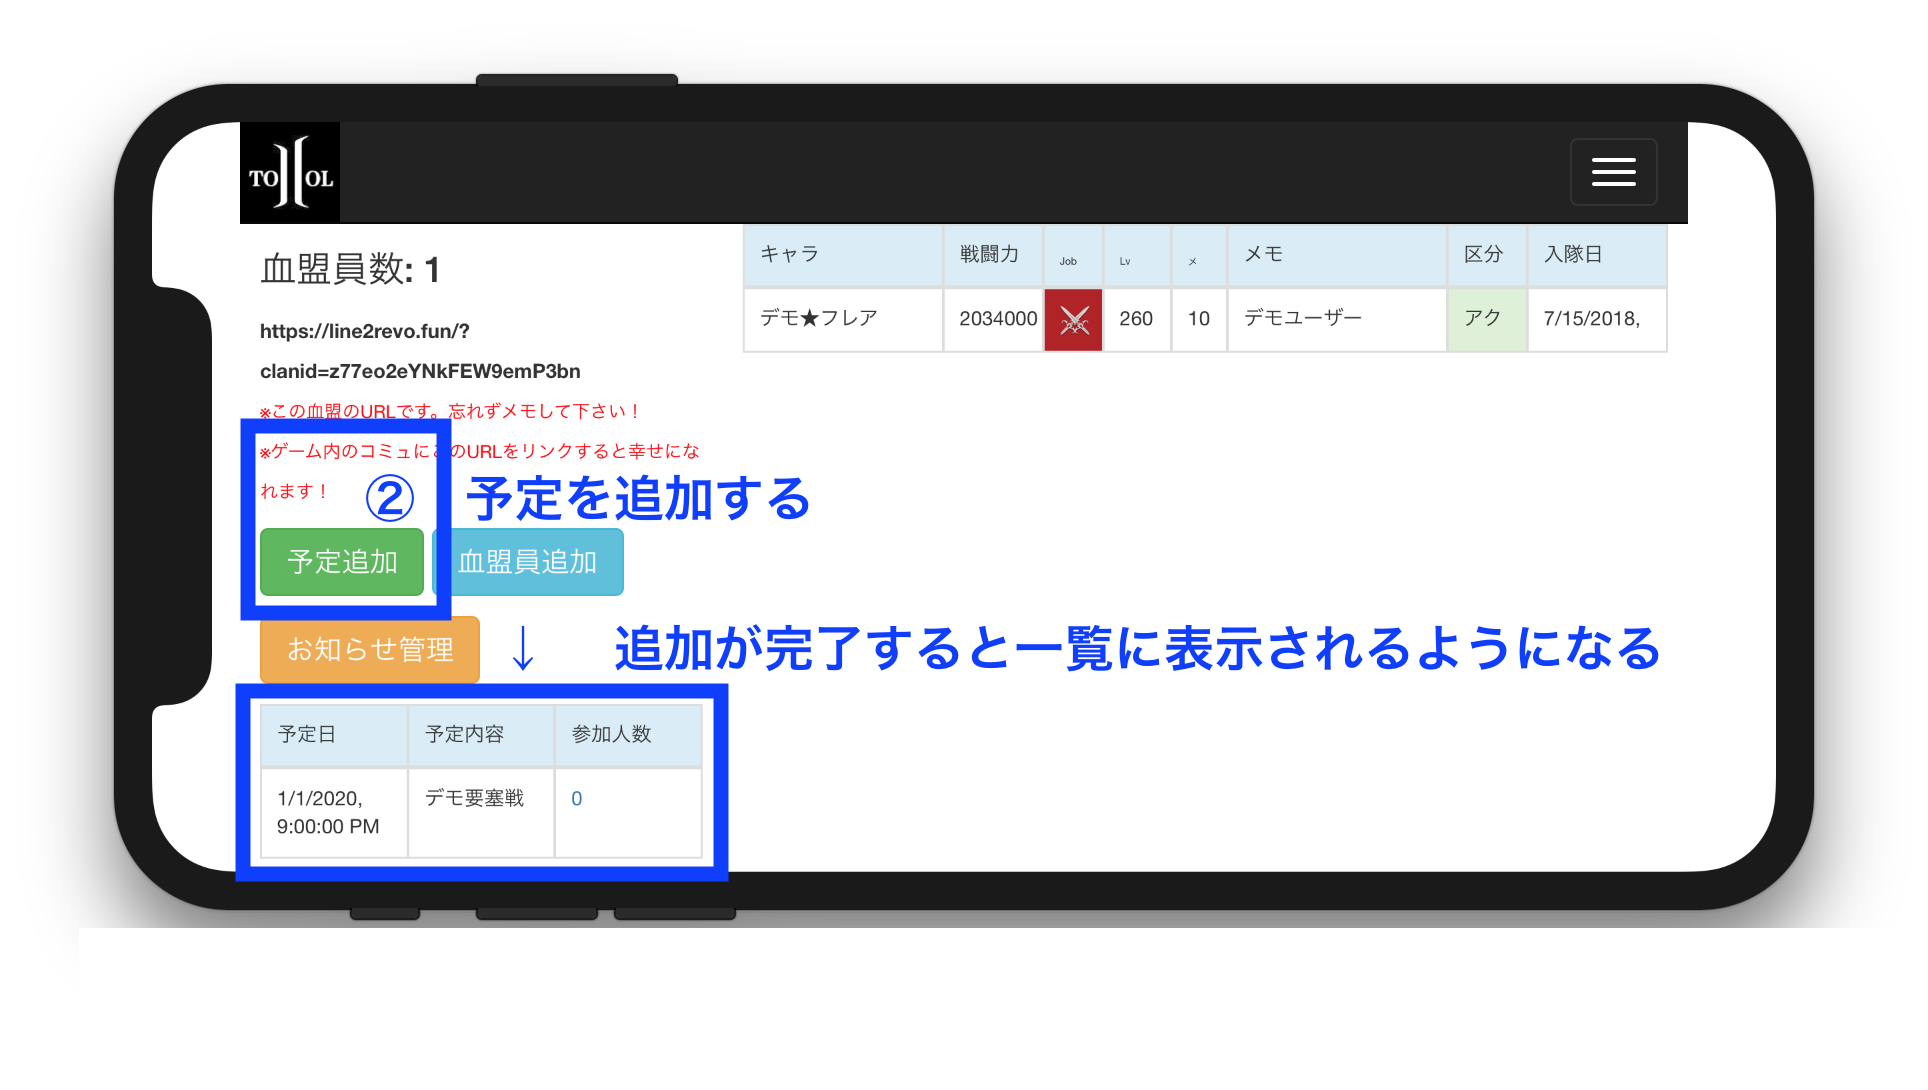 TO OL
血盟員数: 1
https://line2revo.fun/?
clanid=z77eo2eYNkFEW9emP3bn
※この血盟のURLです。忘れずメモして下さい！
※ゲーム内のコミュにこのURLをリンクすると幸せにな
れます！
② 予定を追加する
予定追加 血盟員追加
お知らせ管理 ↓ 追加が完了すると一覧に表示されるようになる
予定日 予定内容 参加人数
1/1/2020, デモ要塞戦 0
9:00:00 PM
キャラ 戦闘力 Job Lv メ メモ 区分 入隊日
デモ★フレア 2034000 260 10 デモユーザー アク 7/15/2018,